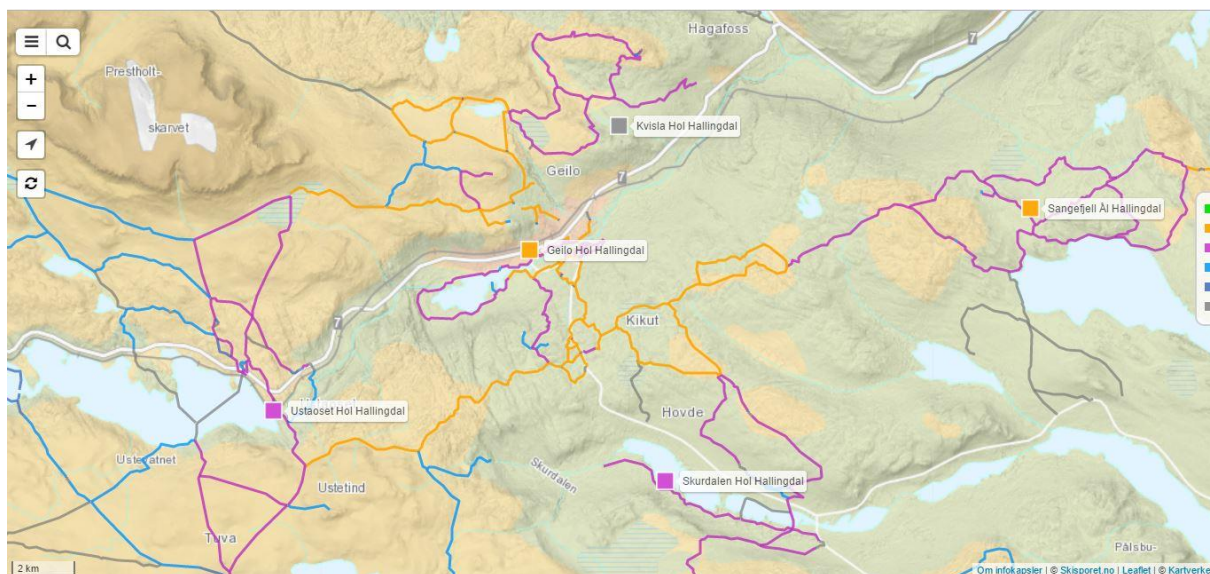 Hagafoss
7
Prestholt-
skarvet
Kvisla Hol Hallingdal
Geilo
7
Sangefjell Ål Hallingdal
Geilo Hol Hallingdal
7
Kikut
Ustaoset Hol Hallingdal
Hovde
Ustevatnet
Skurdalen
Skurdalen Hol Hallingdal
Ustetind
Tuva
Pålsbu-
2 km
Om infokapsler | © Skisporet.no | Leaflet | © Kartverke